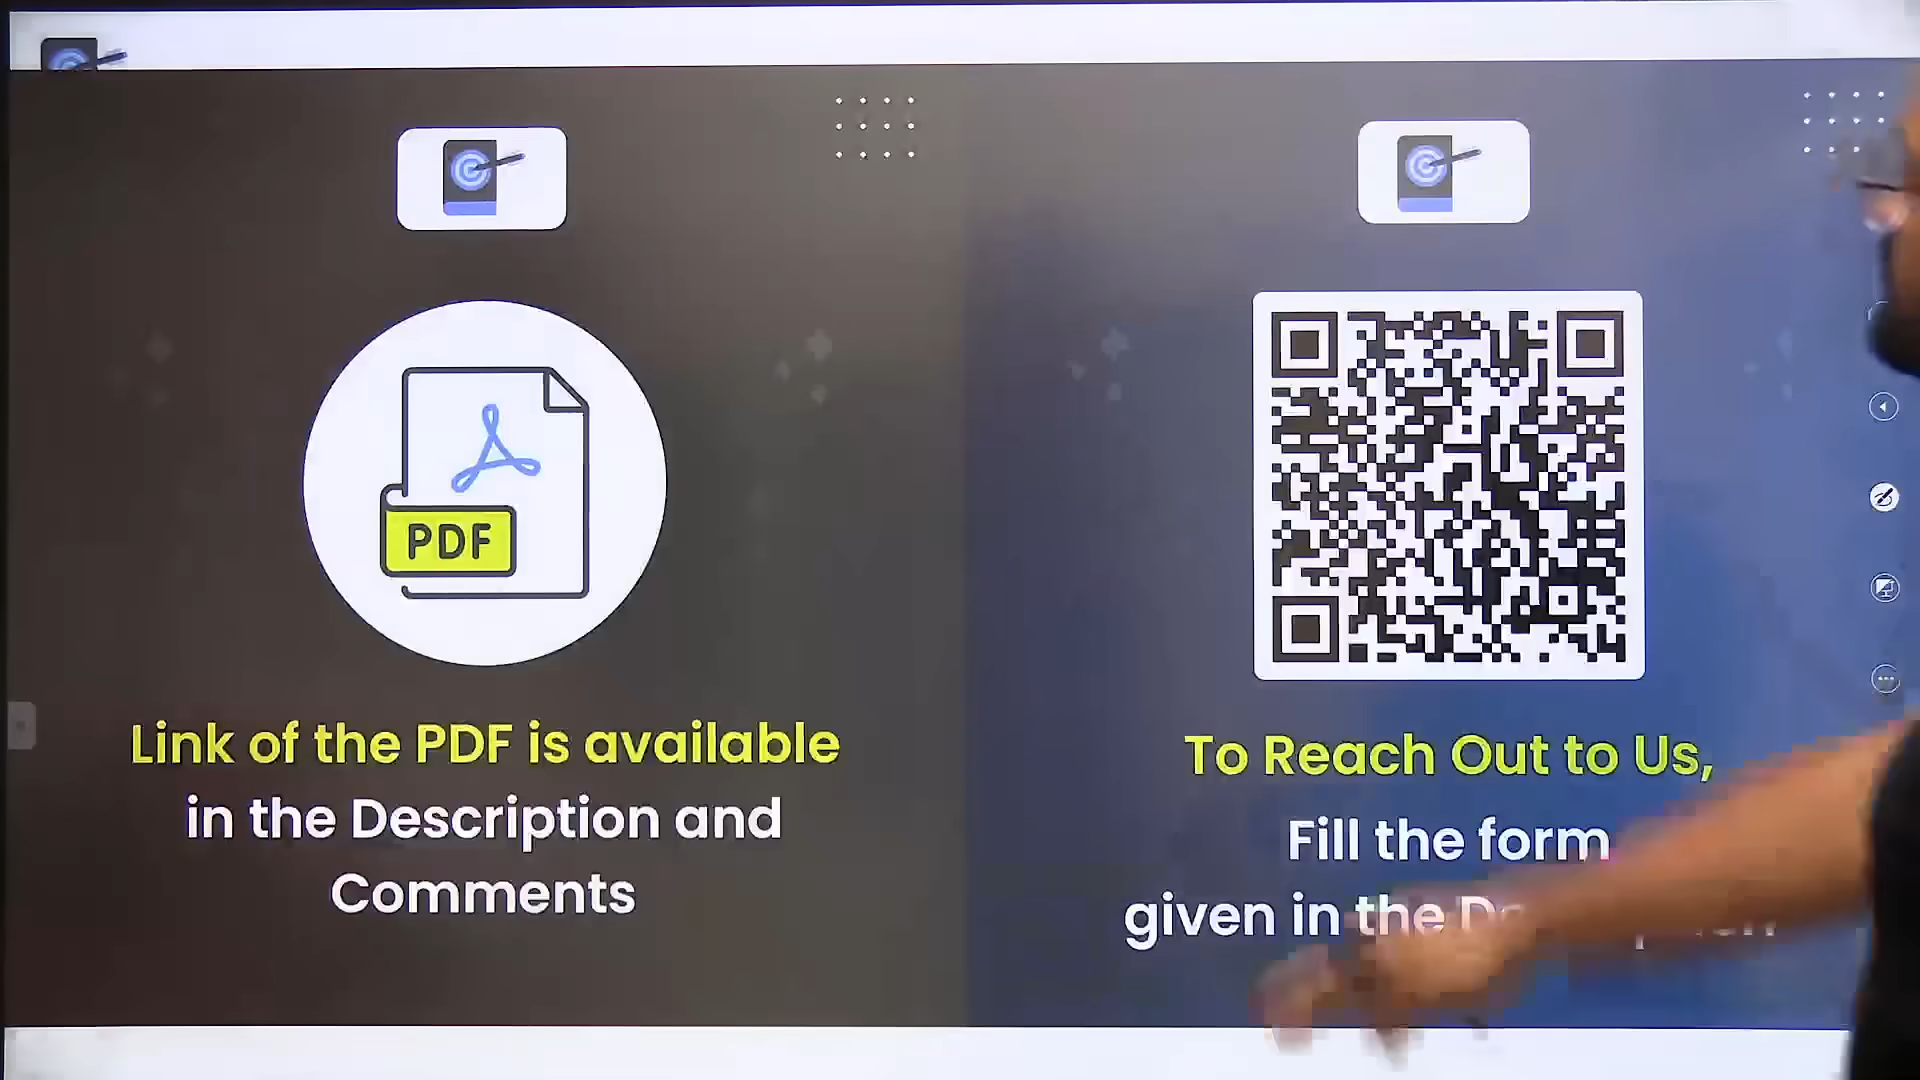 PDF
Link of the PDF is available
in the Description and
Comments
To Reach Out to Us,
Fill the form
given in the